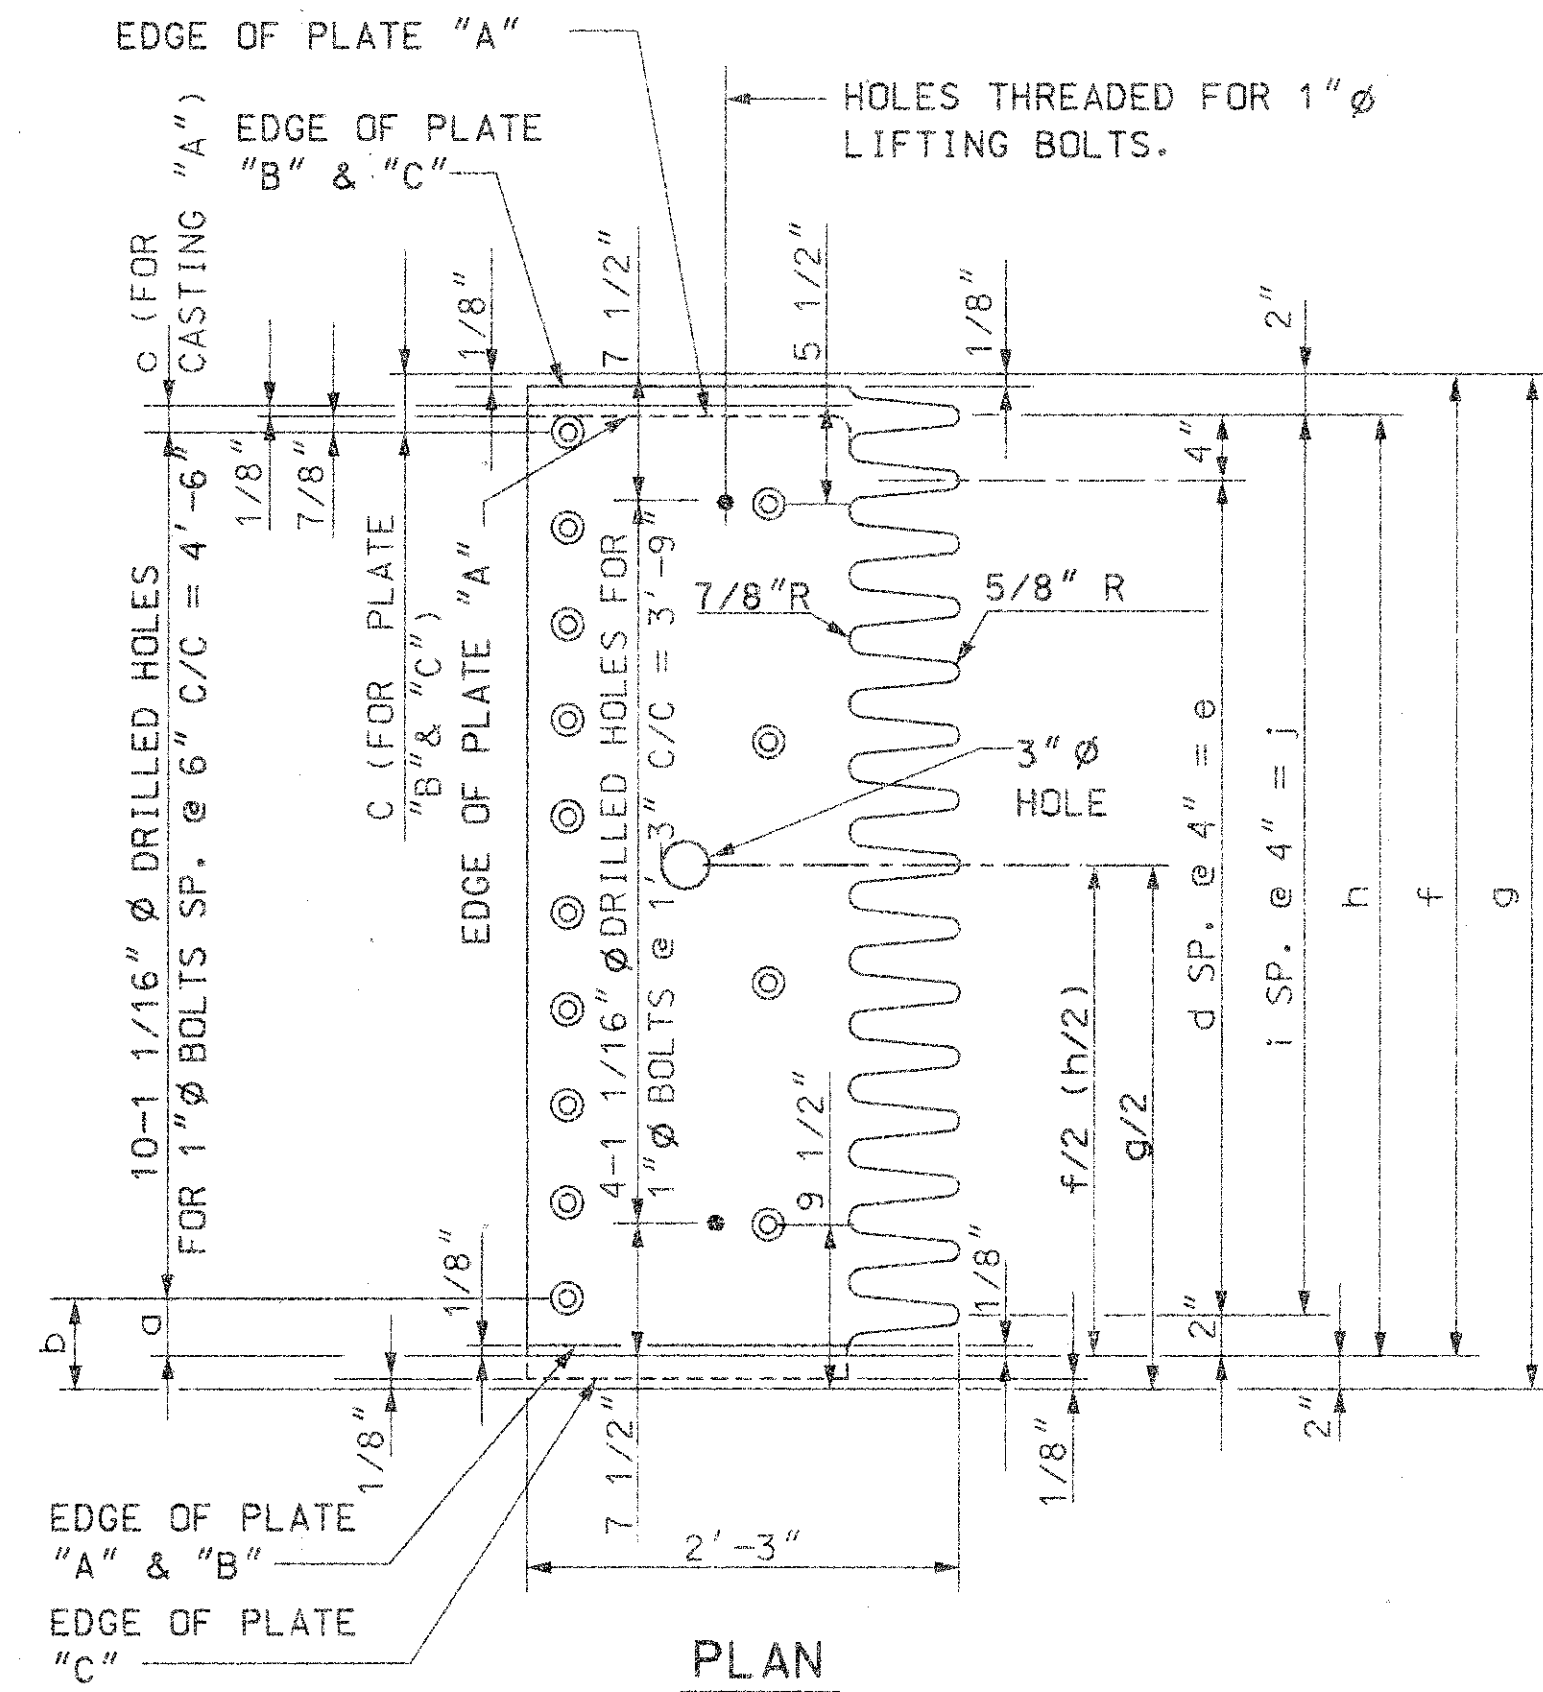 EDGE OF PLATE "A"
HOLES THREADED FOR 1"Ø
LIFTING BOLTS.
EDGE OF PLATE
"B" & "C"
c (FOR
CASTING "A")
1/8"
7 1/2"
5 1/2"
1/8"
2"
1/8"
7/8"
4"
10-1 1/16" Ø DRILLED HOLES
FOR 1"Ø BOLTS SP. @ 6" C/C = 4'-6"
C (FOR PLATE
"B"& "C")
EDGE OF PLATE "A"
4-1 1/16" Ø DRILLED HOLES FOR
1"Ø BOLTS @ 1'-3" C/C = 3'-9"
7/8"R
5/8" R
3" Ø
HOLE
d SP. @ 4" = e
i SP. @ 4" = j
h
f
g
f/2 (h/2)
g/2
9 1/2"
1/8"
1/8"
2"
b
a
1/8"
7 1/2"
1/8"
2"
2'-3"
EDGE OF PLATE
"A" & "B"
EDGE OF PLATE
"C"
PLAN